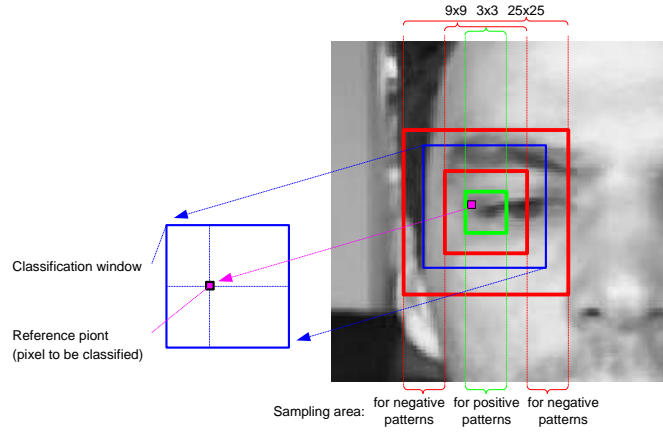 9x9 3x3 25x25
Classification window
Reference piont
(pixel to be classified)
Sampling area: for negative patterns for positive patterns for negative patterns